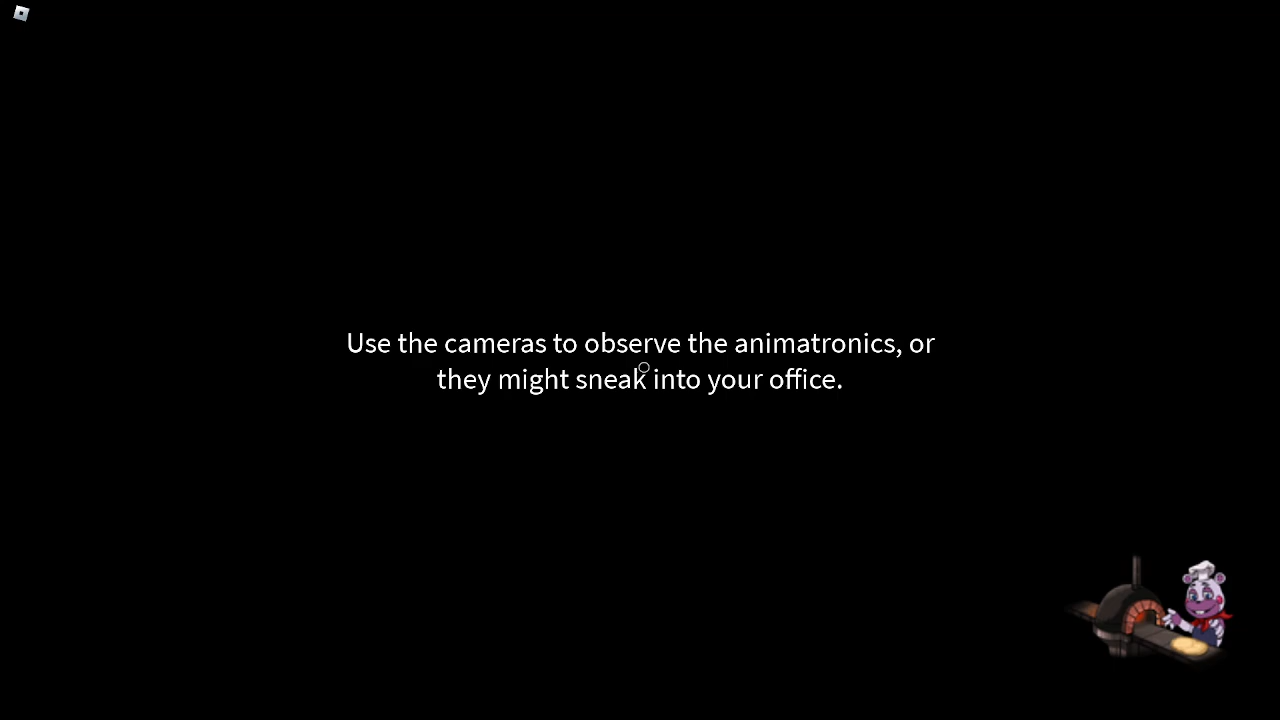 Use the cameras to observe the animatronics, or
they might sneak into your office.